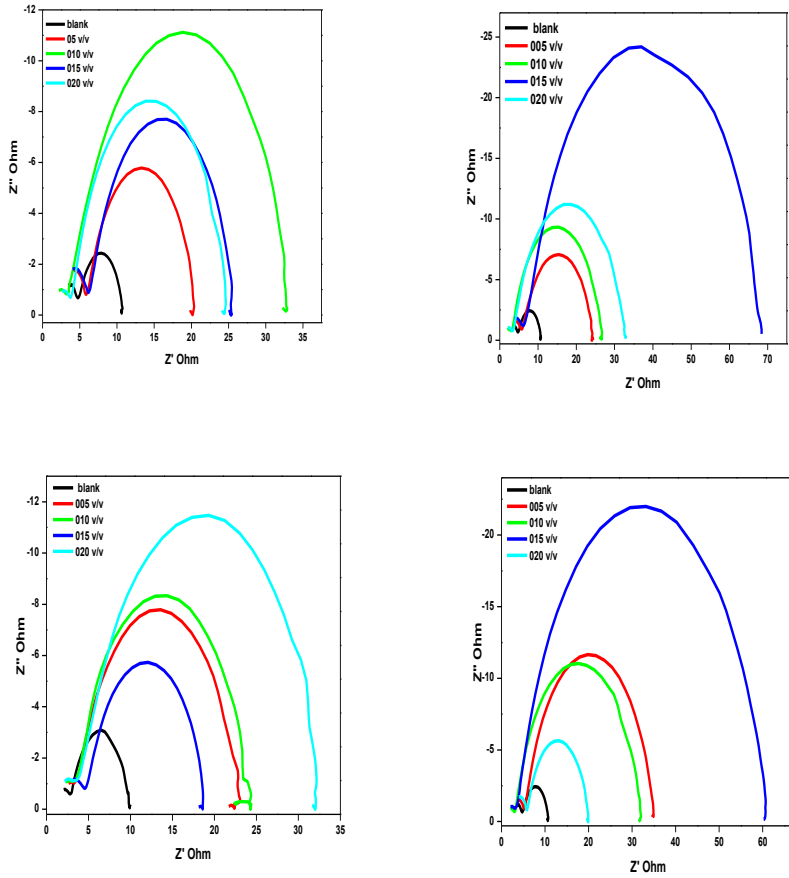 -12
-10
-8
-6
-4
-2
0
Z'' Ohm
blank
05 v/v
010 v/v
015 v/v
020 v/v
0 5 10 15 20 25 30 35
Z' Ohm
-25
-20
-15
-10
-5
0
Z'' Ohm
blank
005 v/v
010 v/v
015 v/v
020 v/v
0 10 20 30 40 50 60 70
Z' Ohm
-12
-10
-8
-6
-4
-2
0
Z'' Ohm
blank
005 v/v
010 v/v
015 v/v
020 v/v
0 5 10 15 20 25 30 35
Z' Ohm
-20
-15
-10
-5
0
Z'' Ohm
blank
005 v/v
010 v/v
015 v/v
020 v/v
0 10 20 30 40 50 60
Z' Ohm